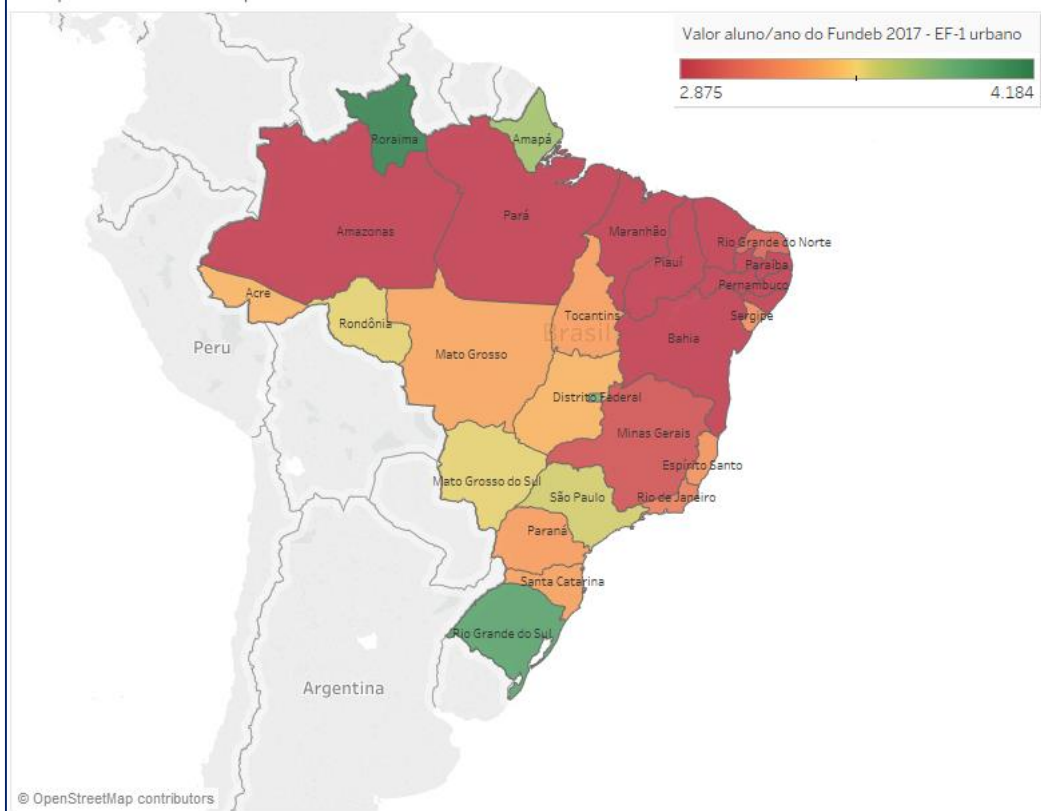 Valor aluno/ano do Fundeb 2017 - EF-1 urbano
2.875 4.184
Roraima
Amapá
Amazonas
Pará
Maranhão
Rio Grande do Norte
Piauí
Paraíba
Pernambuco
Acre
Rondônia
Tocantins
Sergipe
Brasil
Bahia
Peru
Mato Grosso
Distrito Federal
Minas Gerais
Espírito Santo
Mato Grosso do Sul
São Paulo
Rio de Janeiro
Paraná
Santa Catarina
Rio Grande do Sul
Argentina
© OpenStreetMap contributors